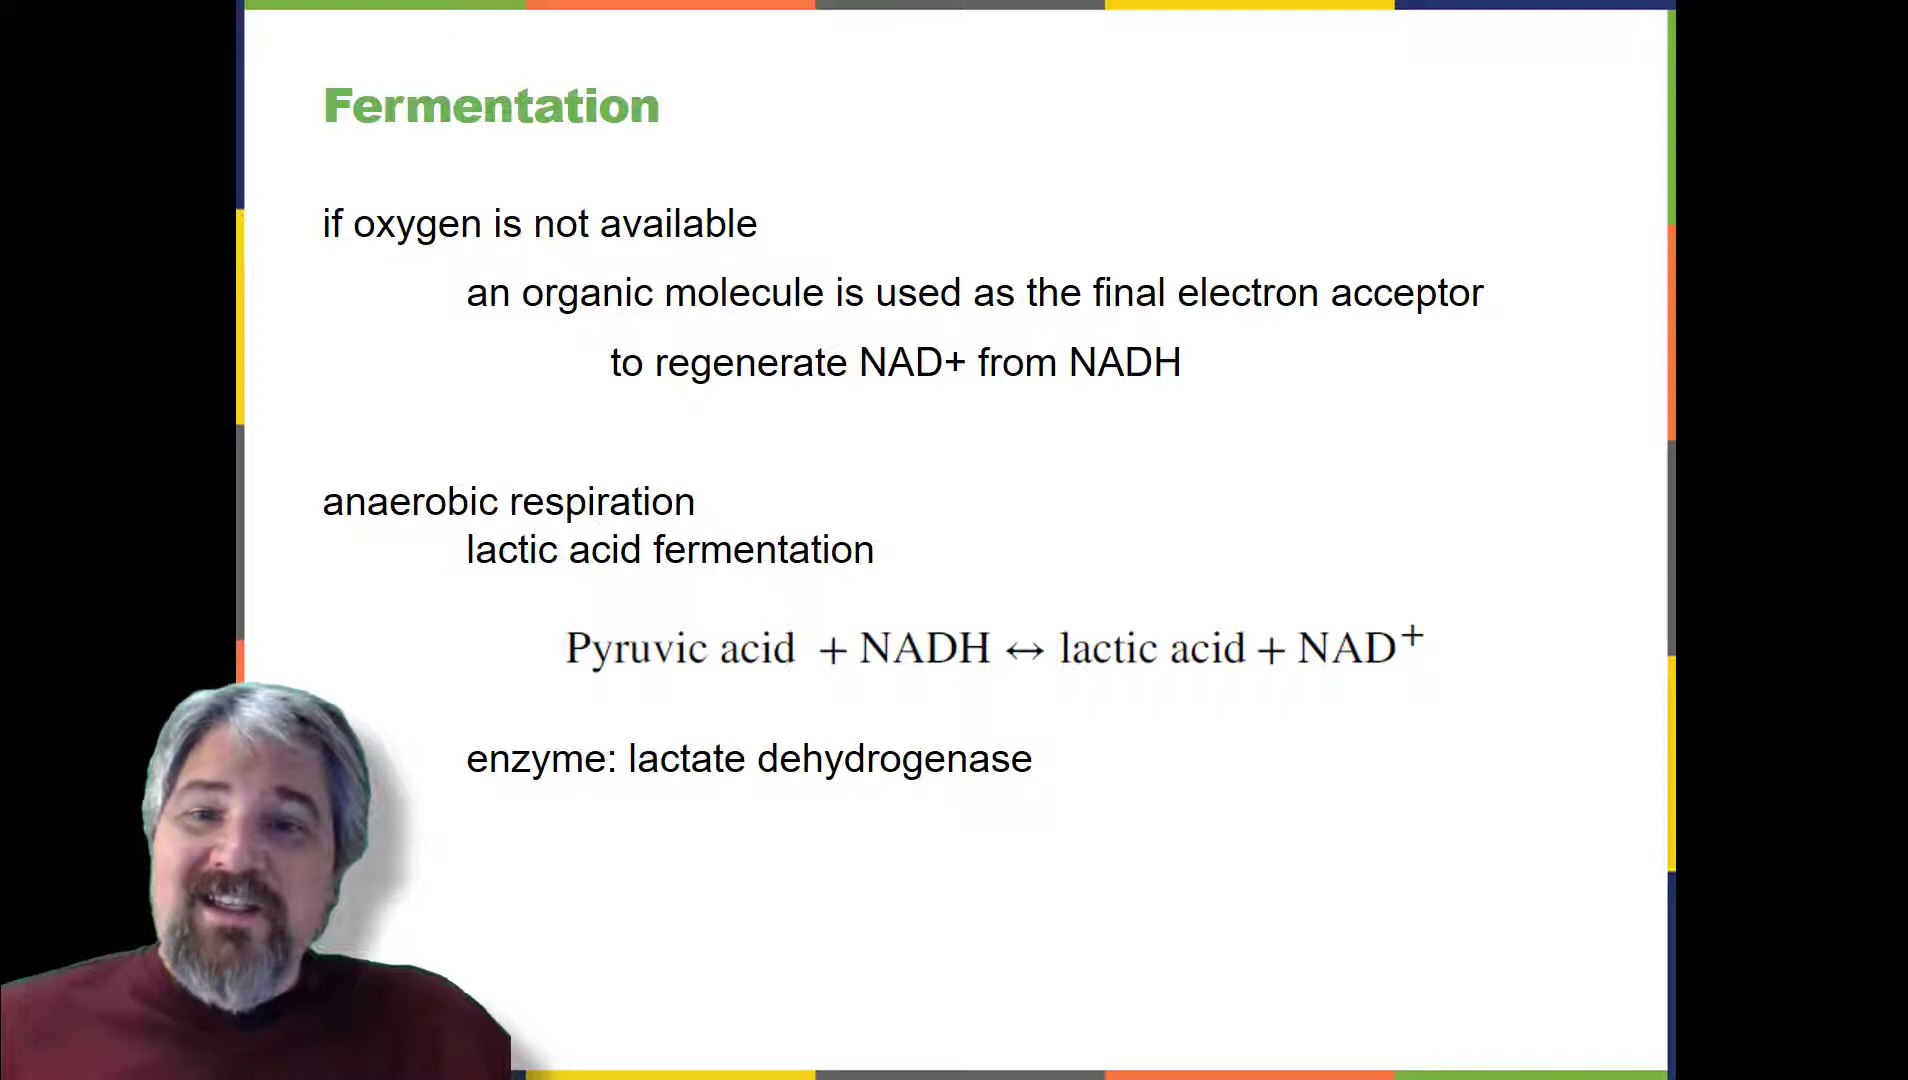 Fermentation
if oxygen is not available
an organic molecule is used as the final electron acceptor
to regenerate NAD+ from NADH
anaerobic respiration
lactic acid fermentation
Pyruvic acid + NADH ↔ lactic acid + NAD⁺
enzyme: lactate dehydrogenase